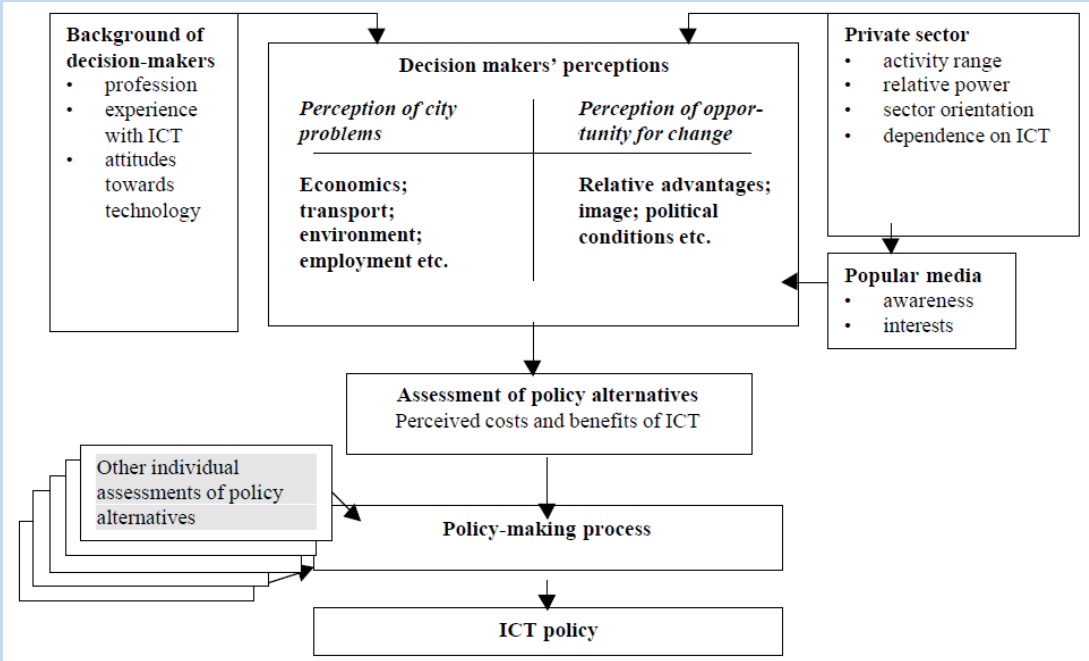 Background of
decision-makers
• profession
• experience
with ICT
• attitudes
towards
technology
Decision makers’ perceptions
Perception of city
problems
Perception of oppor-
tunity for change
Economics;
transport;
environment;
employment etc.
Relative advantages;
image; political
conditions etc.
Private sector
• activity range
• relative power
• sector orientation
• dependence on ICT
Popular media
• awareness
• interests
Assessment of policy alternatives
Perceived costs and benefits of ICT
Other individual
assessments of policy
alternatives
Policy-making process
ICT policy